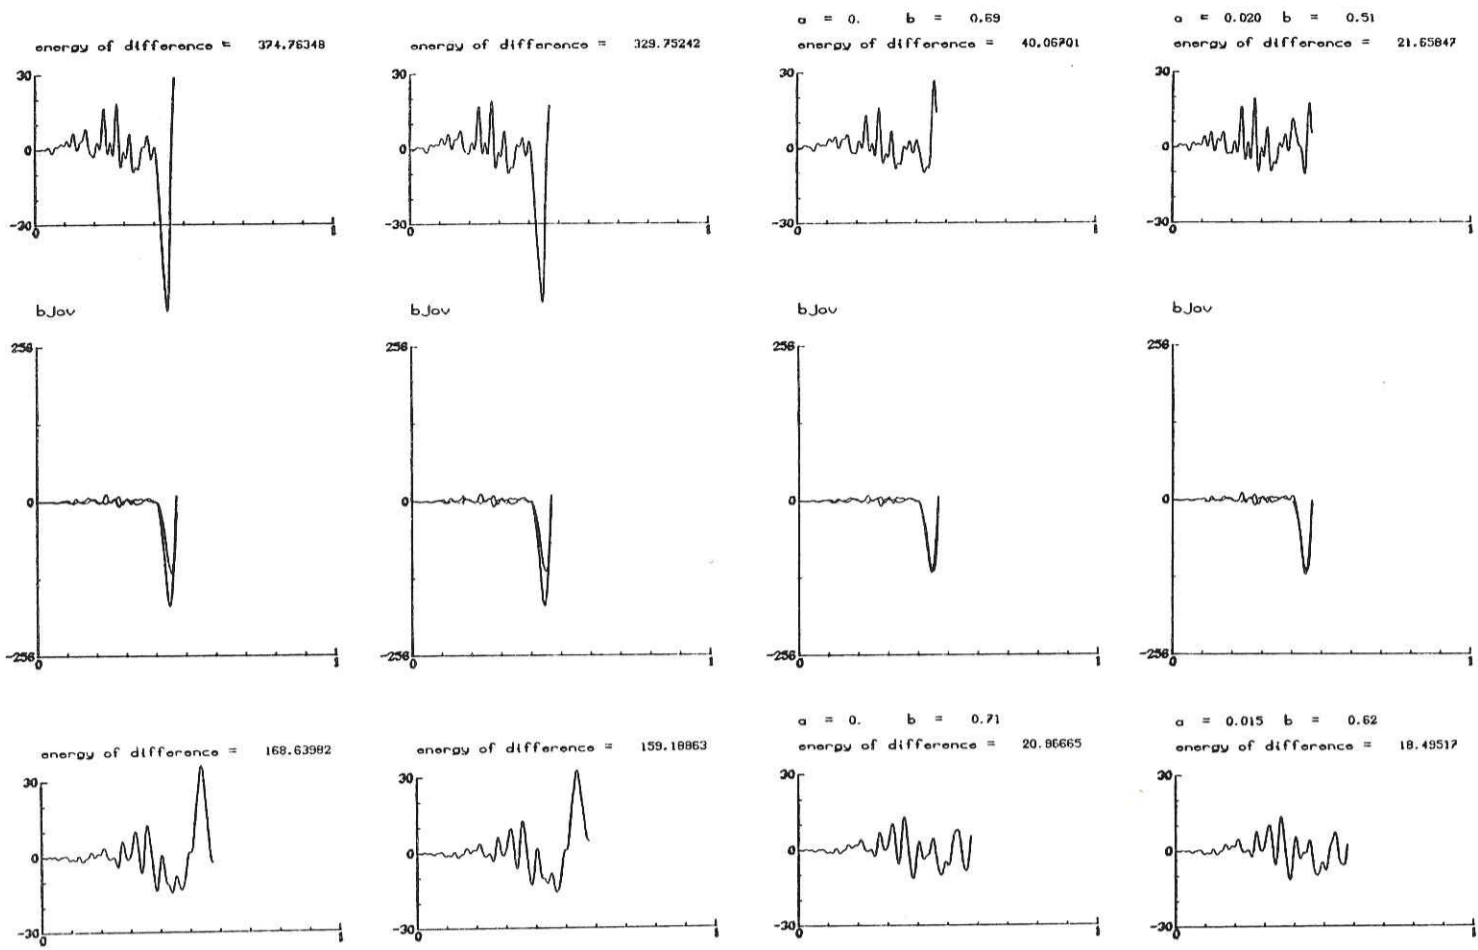 a = 0. b = 0.69
a = 0.020 b = 0.51
energy of difference = 374.76348
energy of difference = 329.75242
energy of difference = 40.06701
energy of difference = 21.65847
30 30 30 30
0 0 0 0
-30 -30 -30 -30
0 1 0 1 0 1 0 1
bjov bjov bjov bjov
256 256 256 256
0 0 0 0
-256 -256 -256 -256
0 1 0 1 0 1 0 1
a = 0. b = 0.71
a = 0.015 b = 0.62
energy of difference = 168.63982
energy of difference = 159.18863
energy of difference = 20.86665
energy of difference = 18.49517
30 30 30 30
0 0 0 0
-30 -30 -30 -30
0 1 0 1 0 1 0 1